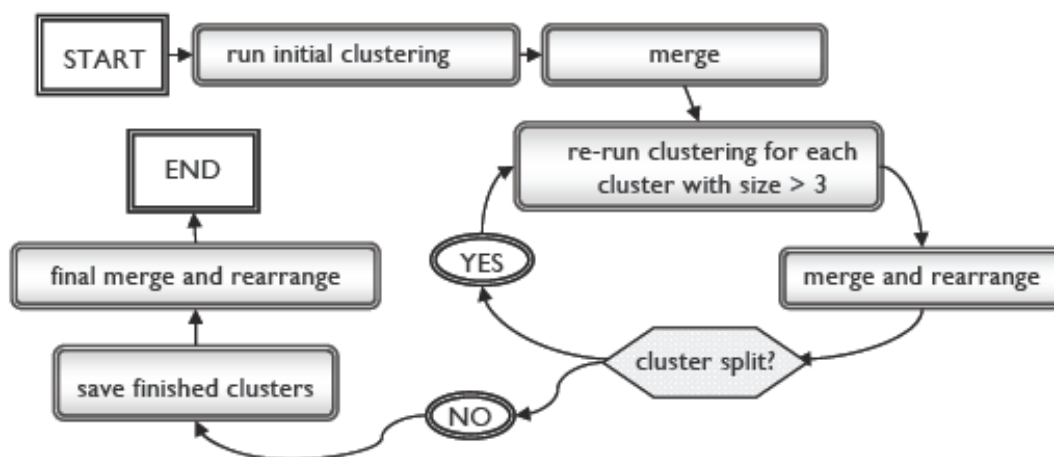 START
run initial clustering
merge
re-run clustering for each
cluster with size > 3
merge and rearrange
cluster split?
YES
NO
save finished clusters
final merge and rearrange
END